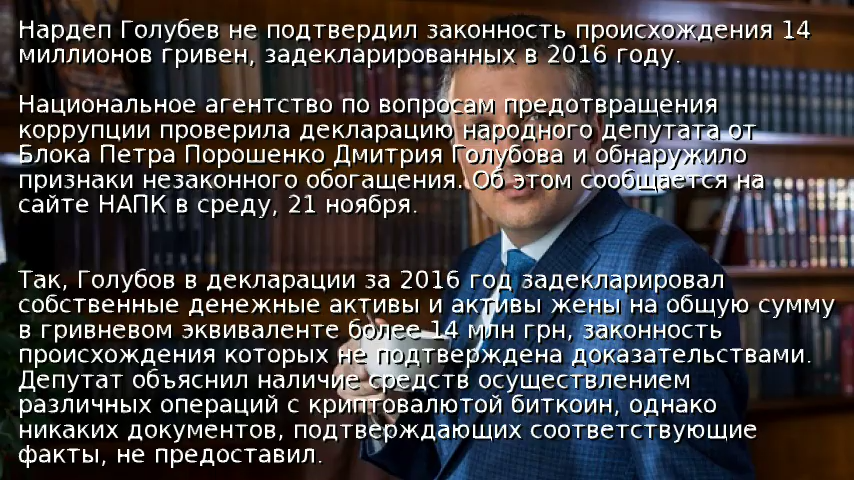 Нардеп Голубев не подтвердил законность происхождения 14
миллионов гривен, задекларированных в 2016 году.
Национальное агентство по вопросам предотвращения
коррупции проверила декларацию народного депутата от
Блока Петра Порошенко Дмитрия Голубова и обнаружило
признаки незаконного обогащения. Об этом сообщается на
сайте НАПК в среду, 21 ноября.
Так, Голубов в декларации за 2016 год задекларировал
собственные денежные активы и активы жены на общую сумму
в гривневом эквиваленте более 14 млн грн, законность
происхождения которых не подтверждена доказательствами.
Депутат объяснил наличие средств осуществлением
различных операций с криптовалютой биткоин, однако
никаких документов, подтверждающих соответствующие
факты, не предоставил.